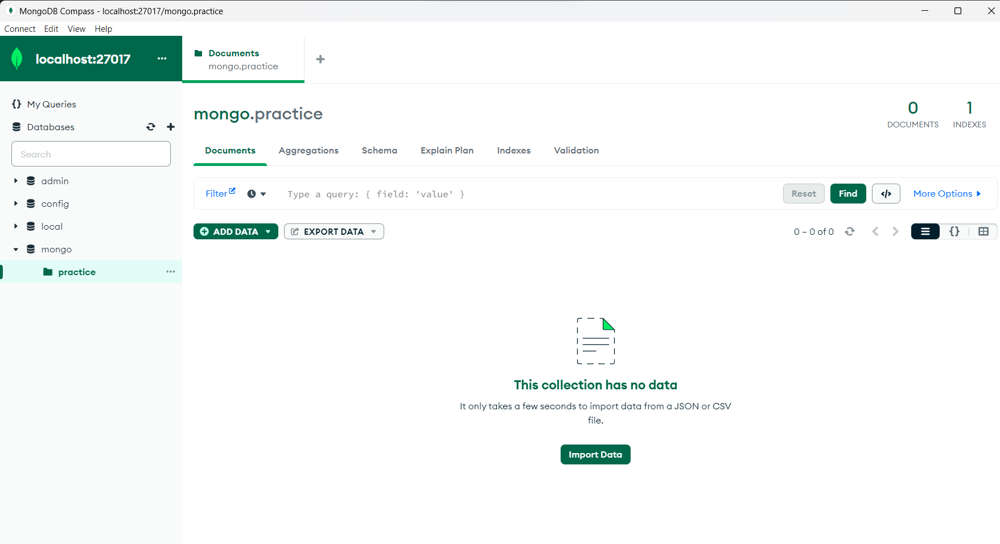 MongoDB Compass - localhost:27017/mongo.practice
Connect Edit View Help
localhost:27017
Documents
mongo.practice
{} My Queries
Databases
Search
admin
config
local
mongo
practice
mongo.practice
0
DOCUMENTS
1
INDEXES
Documents Aggregations Schema Explain Plan Indexes Validation
Filter Type a query: { field: 'value' } Reset Find </> More Options
ADD DATA EXPORT DATA 0 – 0 of 0 {}
This collection has no data
It only takes a few seconds to import data from a JSON or CSV
file.
Import Data